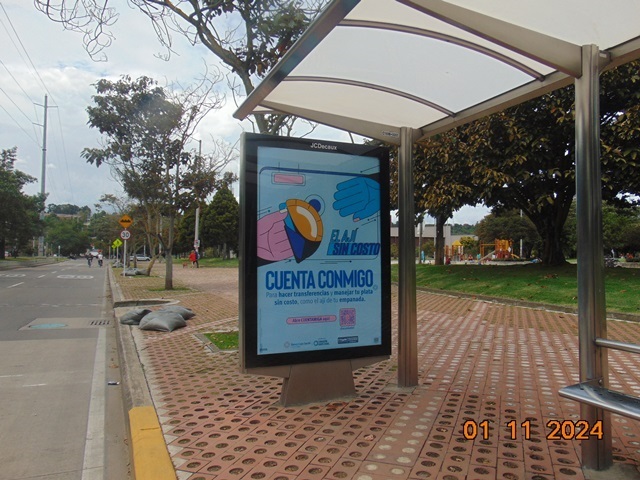 JCDecaux
EL AJÍ
SIN COSTO
CUENTA CONMIGO
Para hacer transferencias y manejar tu plata
sin costo, como el ají de tu empanada.
01 11 2024